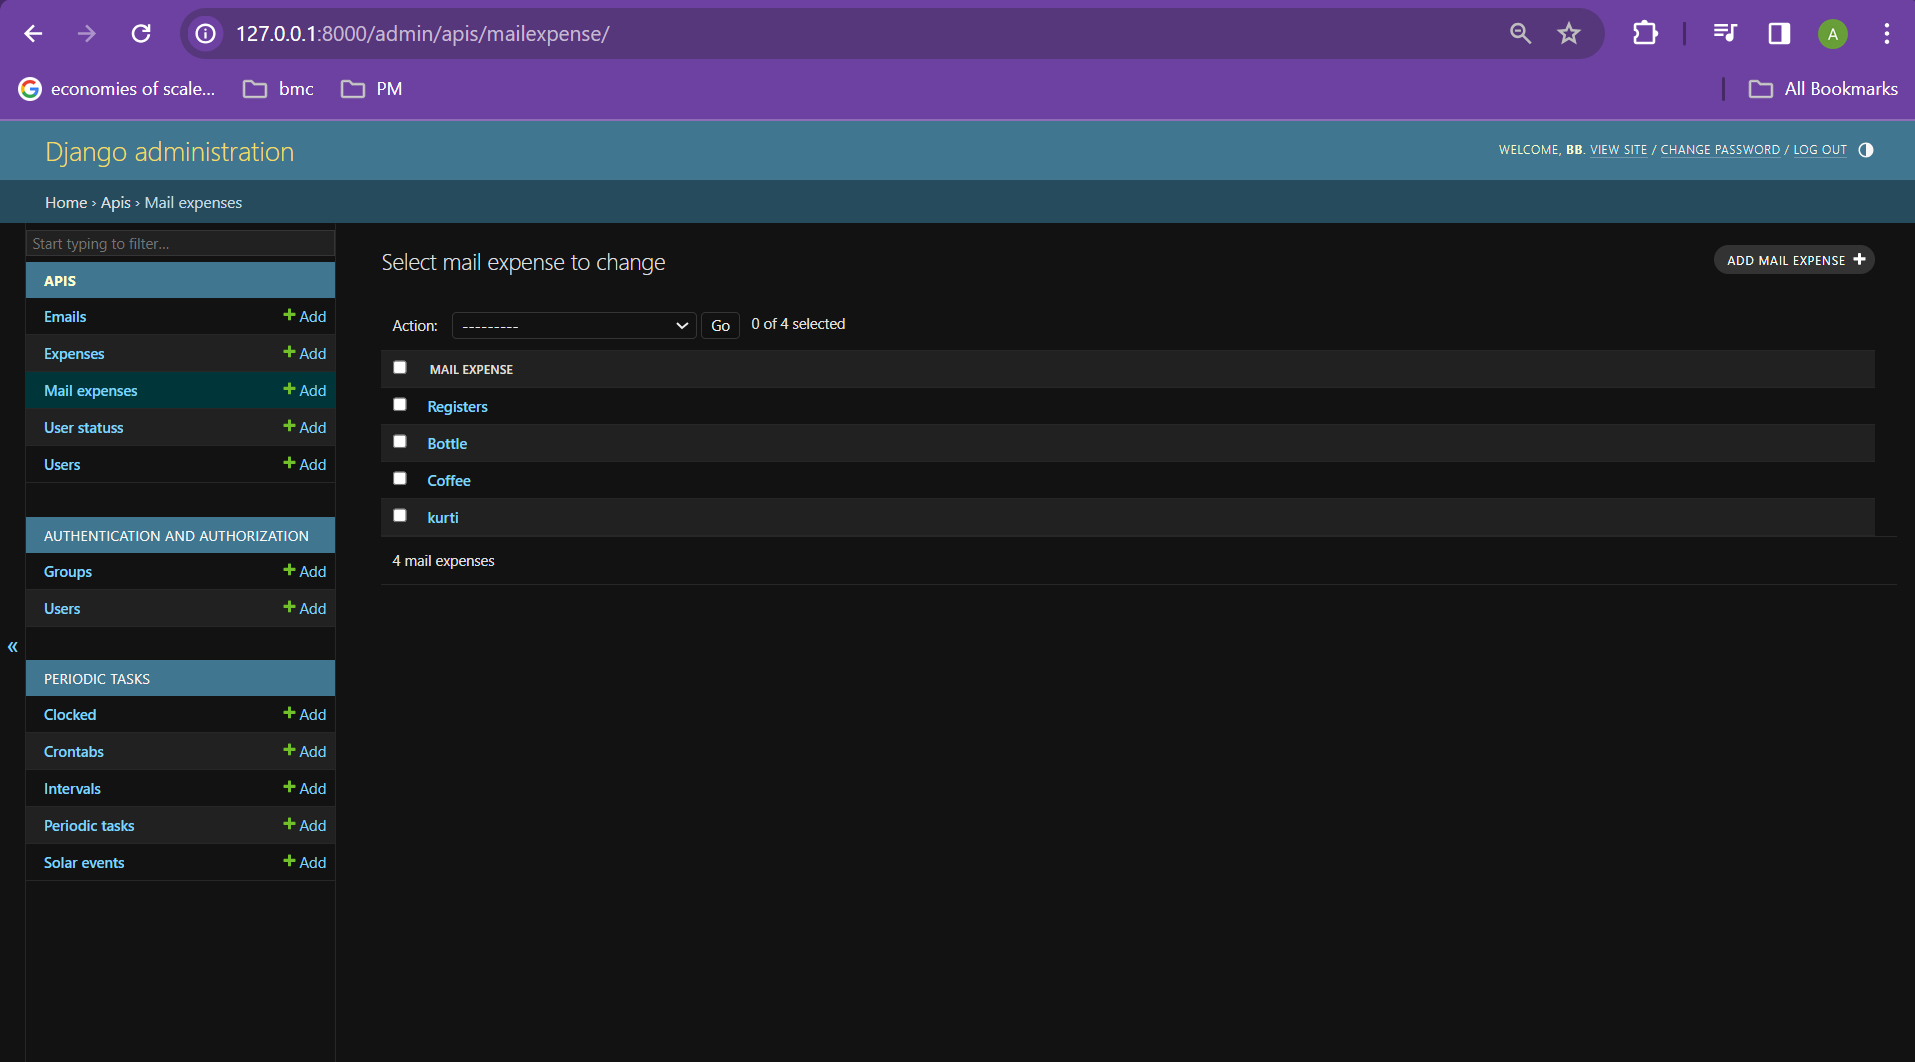 127.0.0.1:8000/admin/apis/mailexpense/
A
economies of scale...
bmc
PM
All Bookmarks
Django administration
WELCOME, BB. VIEW SITE / CHANGE PASSWORD / LOG OUT
Home › Apis › Mail expenses
Start typing to filter...
APIS
Emails + Add
Expenses + Add
Mail expenses + Add
User statuss + Add
Users + Add
AUTHENTICATION AND AUTHORIZATION
Groups + Add
Users + Add
«
PERIODIC TASKS
Clocked + Add
Crontabs + Add
Intervals + Add
Periodic tasks + Add
Solar events + Add
Select mail expense to change
ADD MAIL EXPENSE +
Action: --------- Go 0 of 4 selected
MAIL EXPENSE
Registers
Bottle
Coffee
kurti
4 mail expenses